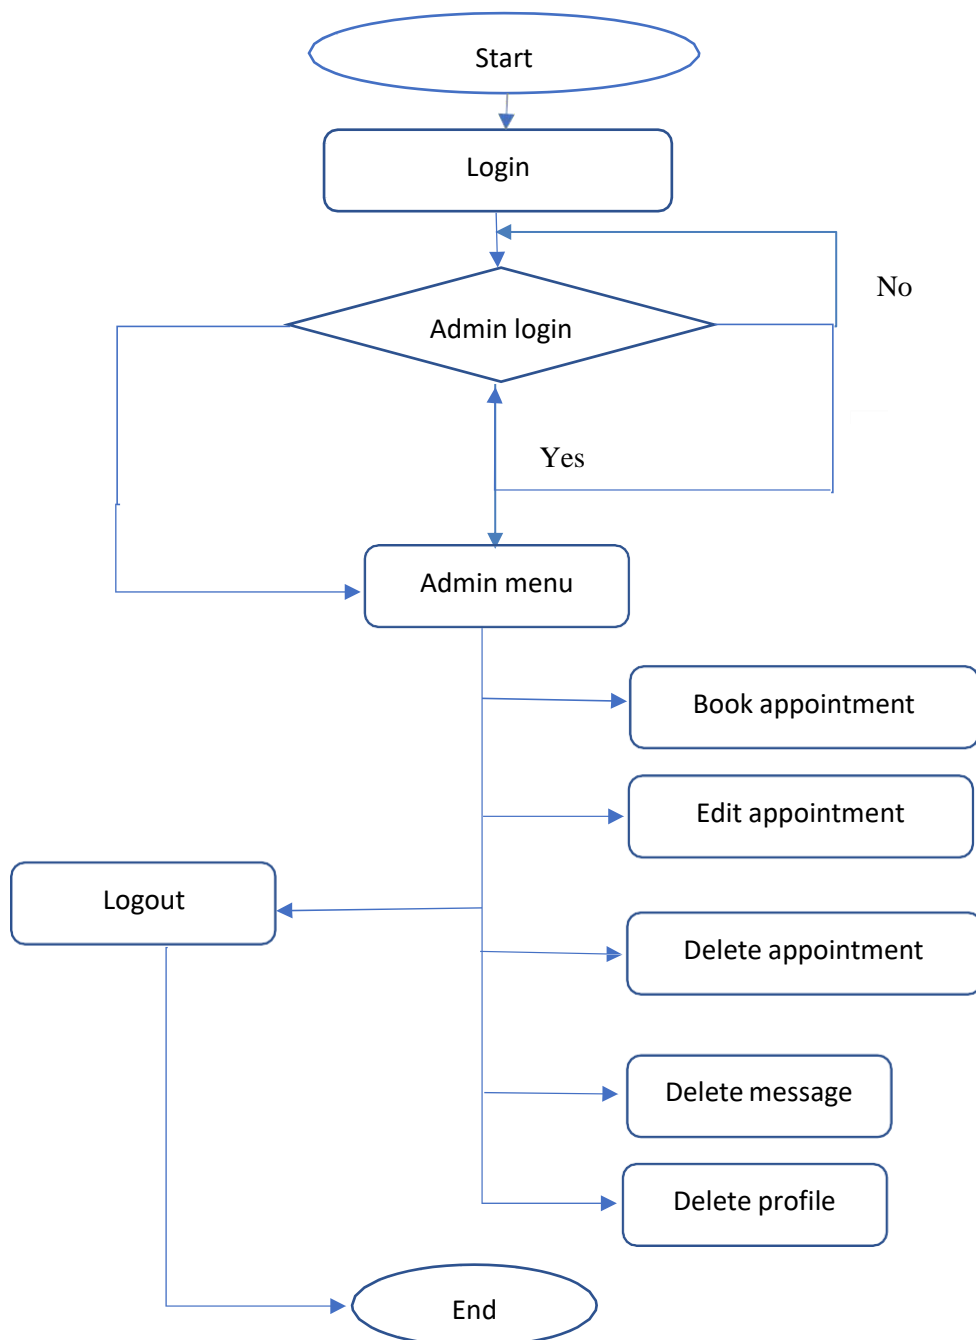 Start
Login
No
Admin login
Yes
Admin menu
Book appointment
Edit appointment
Logout
Delete appointment
Delete message
Delete profile
End